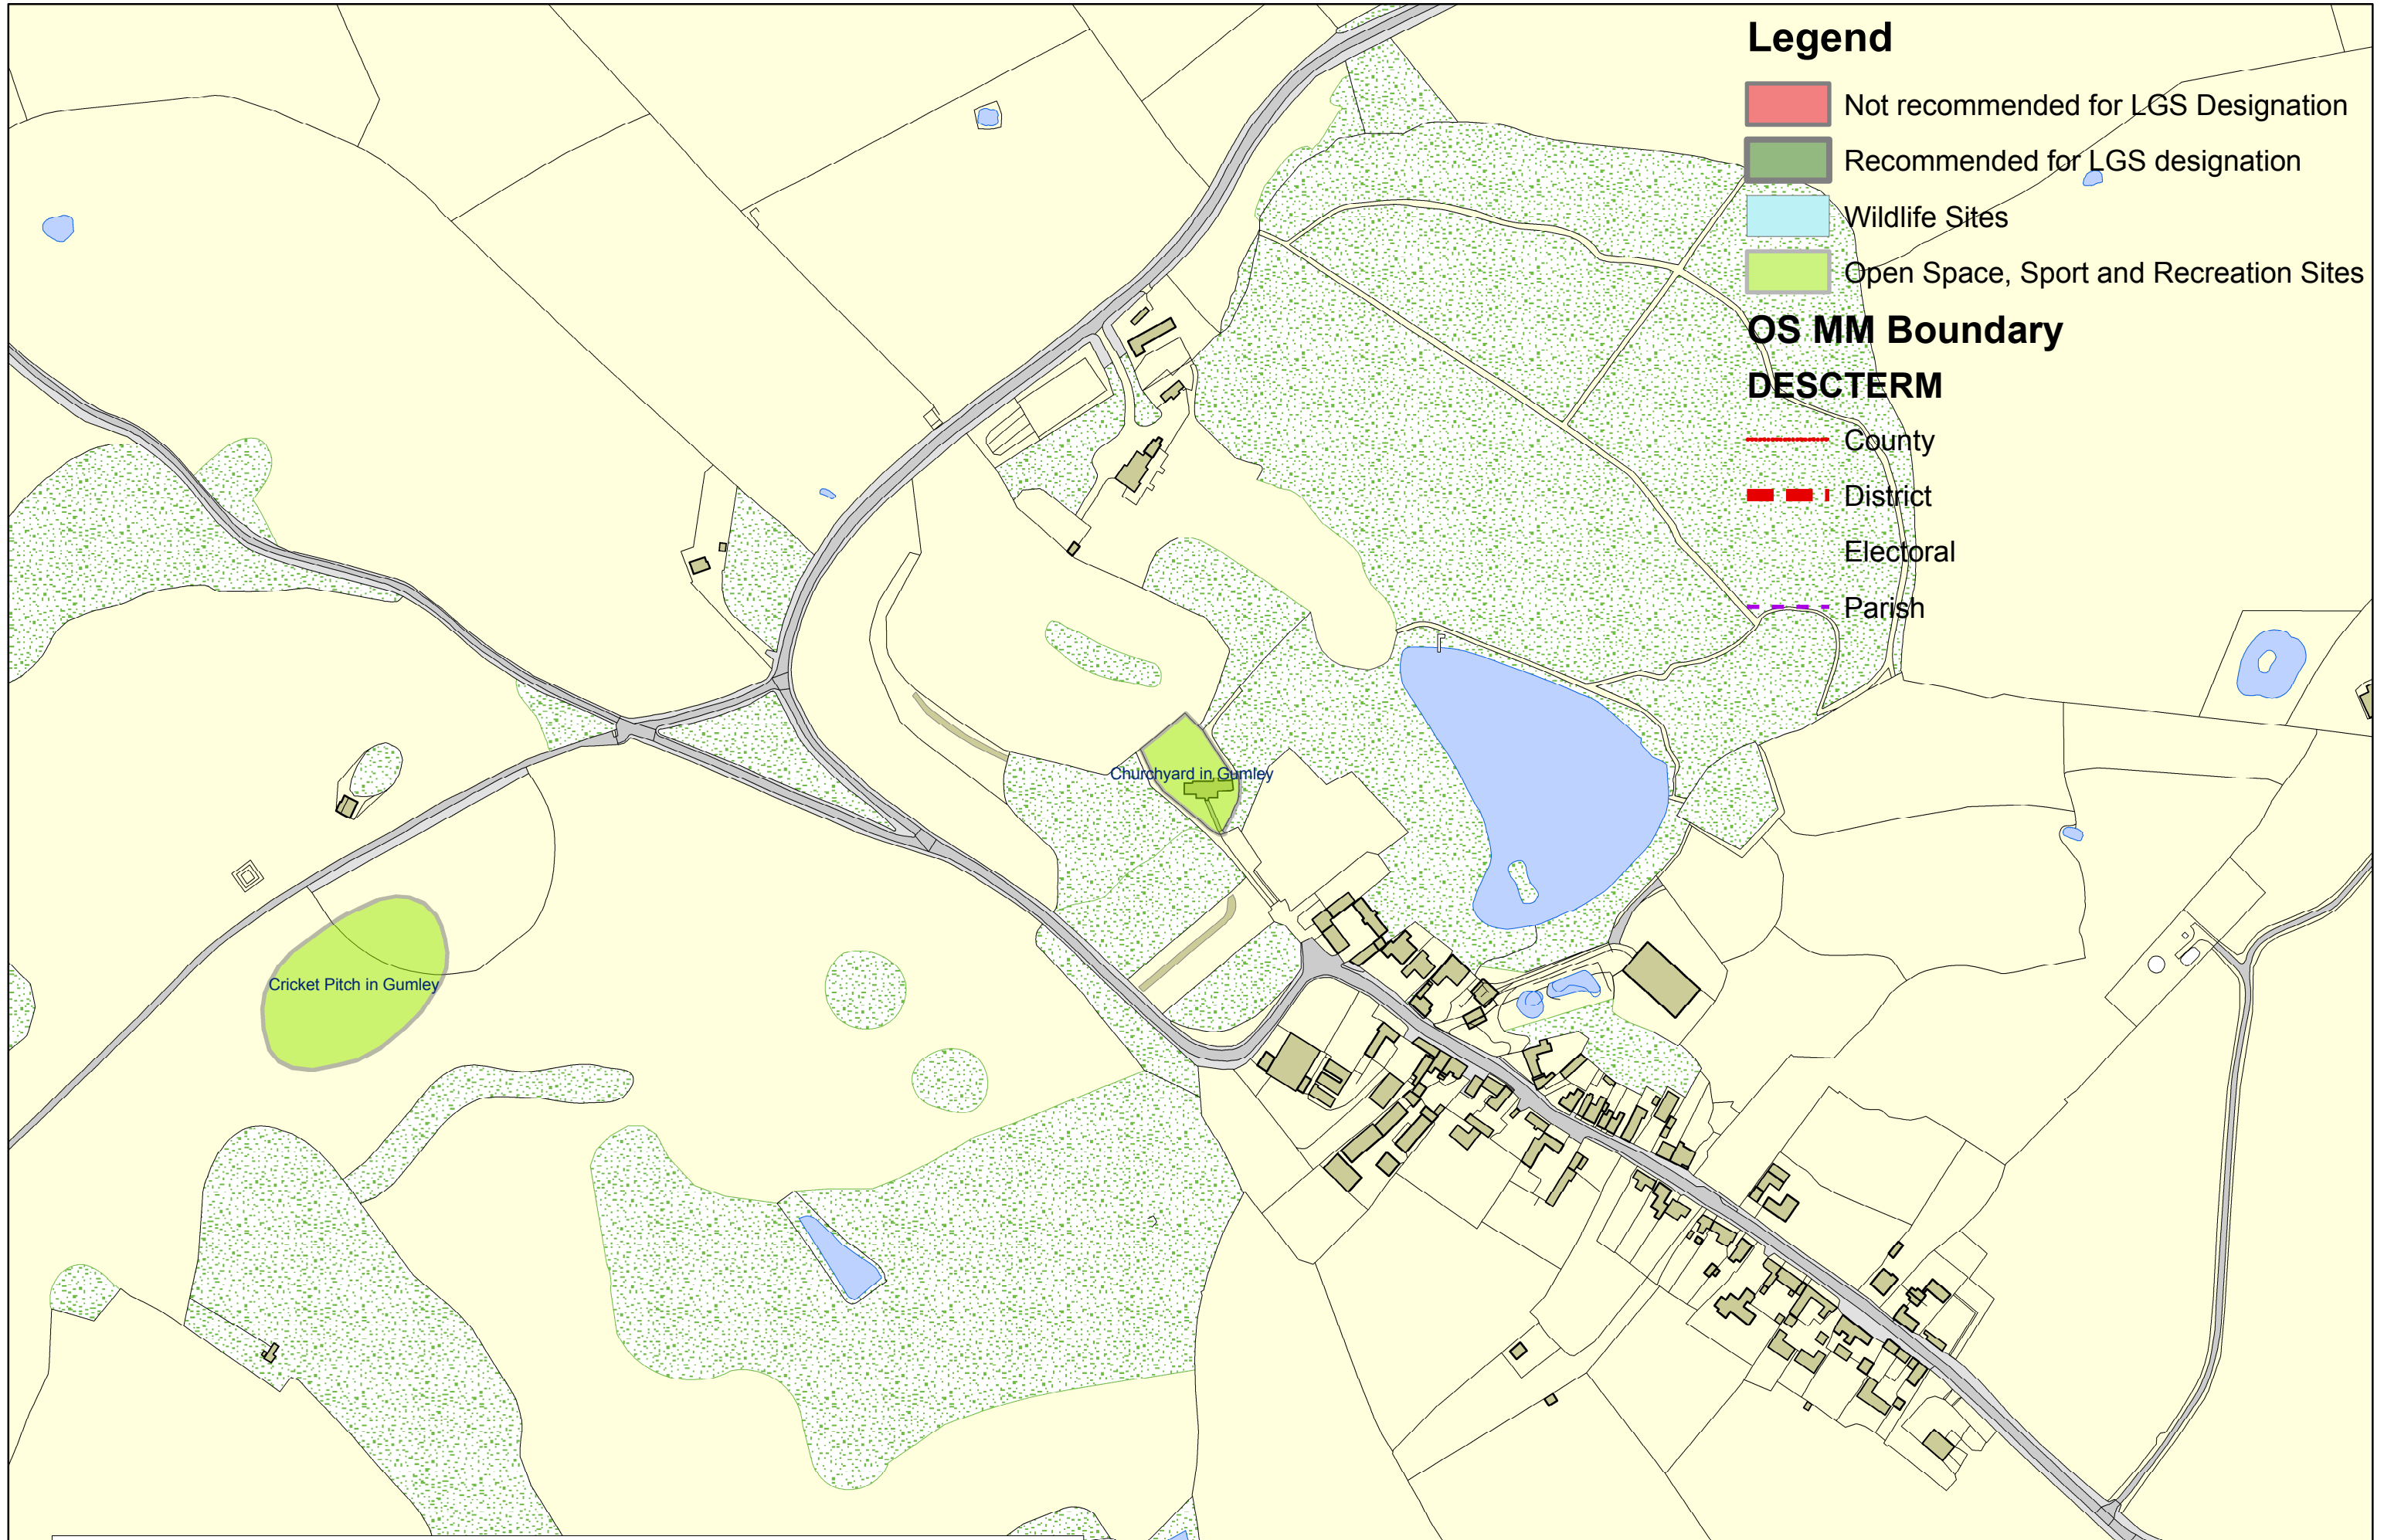 Legend
Not recommended for LGS Designation
Recommended for LGS designation
Wildlife Sites
Open Space, Sport and Recreation Sites
OS MM Boundary
DESCTERM
County
District
Electoral
Parish
Churchyard in Gumley
Cricket Pitch in Gumley